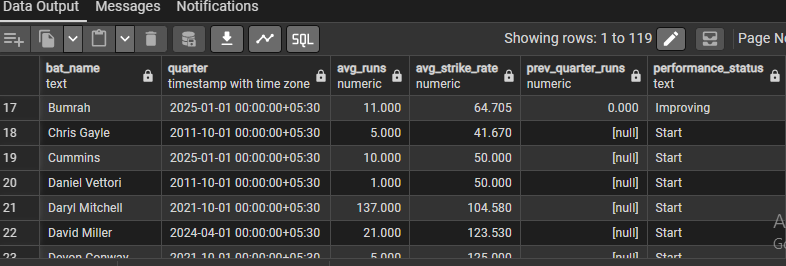 Data Output Messages Notifications
SQL Showing rows: 1 to 119 Page No
bat_name quarter avg_runs avg_strike_rate prev_quarter_runs performance_status
text timestamp with time zone numeric numeric numeric text
17 Bumrah 2025-01-01 00:00:00+05:30 11.000 64.705 0.000 Improving
18 Chris Gayle 2011-10-01 00:00:00+05:30 5.000 41.670 [null] Start
19 Cummins 2025-01-01 00:00:00+05:30 10.000 50.000 [null] Start
20 Daniel Vettori 2011-10-01 00:00:00+05:30 1.000 50.000 [null] Start
21 Daryl Mitchell 2021-10-01 00:00:00+05:30 137.000 104.580 [null] Start
22 David Miller 2024-04-01 00:00:00+05:30 21.000 123.530 [null] Start
23 Devon Conway 2021-10-01 00:00:00+05:30 5.000 125.000 [null] Start